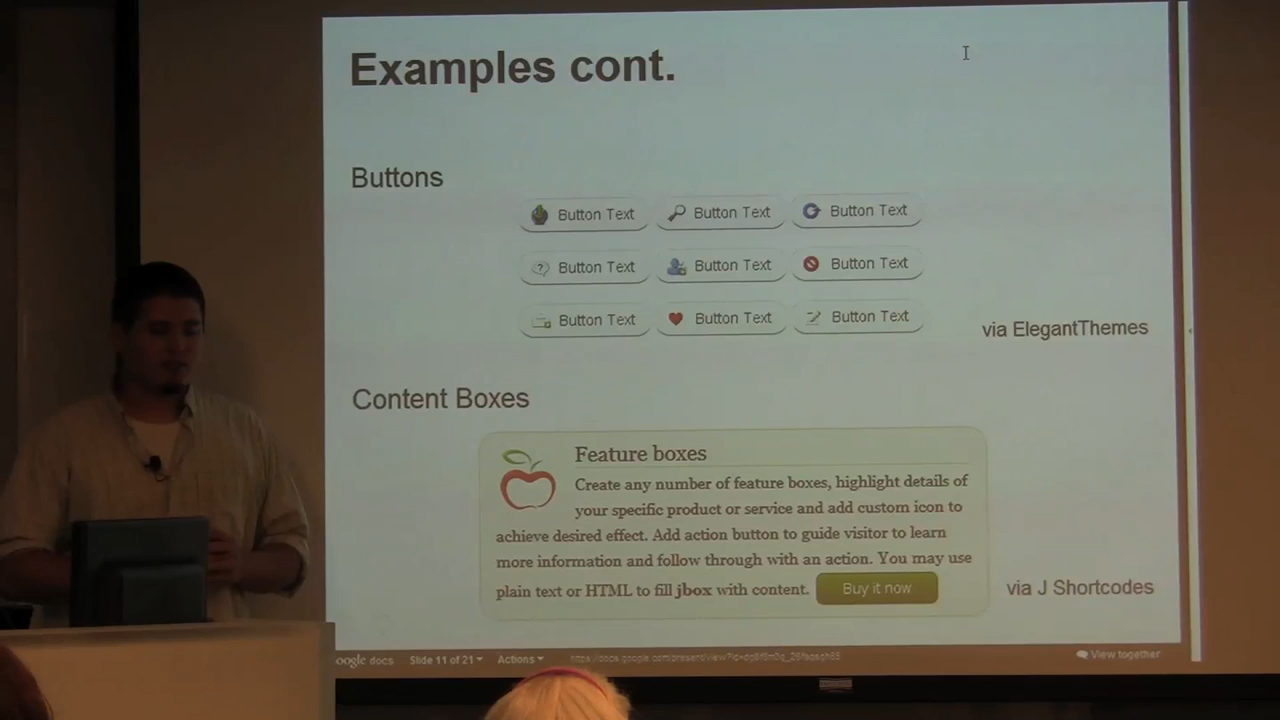 Examples cont.
Buttons
Button Text Button Text Button Text
Button Text Button Text Button Text
Button Text Button Text Button Text
via ElegantThemes
Content Boxes
Feature boxes
Create any number of feature boxes, highlight details of
your specific product or service and add custom icon to
achieve desired effect. Add action button to guide visitor to learn
more information and follow through with an action. You may use
plain text or HTML to fill jbox with content. Buy it now
via J Shortcodes
oogle docs Slide 11 of 21 Actions View together